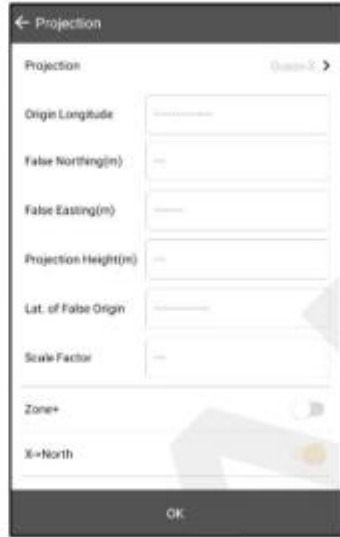 ← Projection
Projection Gauss-K >
Origin Longitude
False Northing(m)
False Easting(m)
Projection Height(m)
Lat. of False Origin
Scale Factor
Zone+
X->North
OK